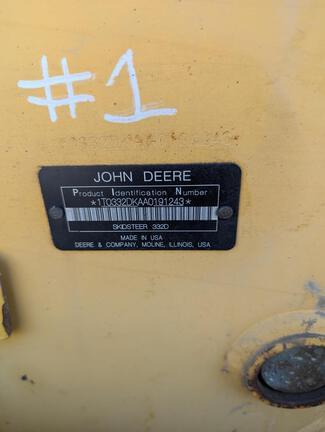 #1
JOHN DEERE
Product Identification Number
*1T0332DKAA0191243*
SKIDSTEER 332D
MADE IN USA
DEERE & COMPANY, MOLINE, ILLINOIS, USA